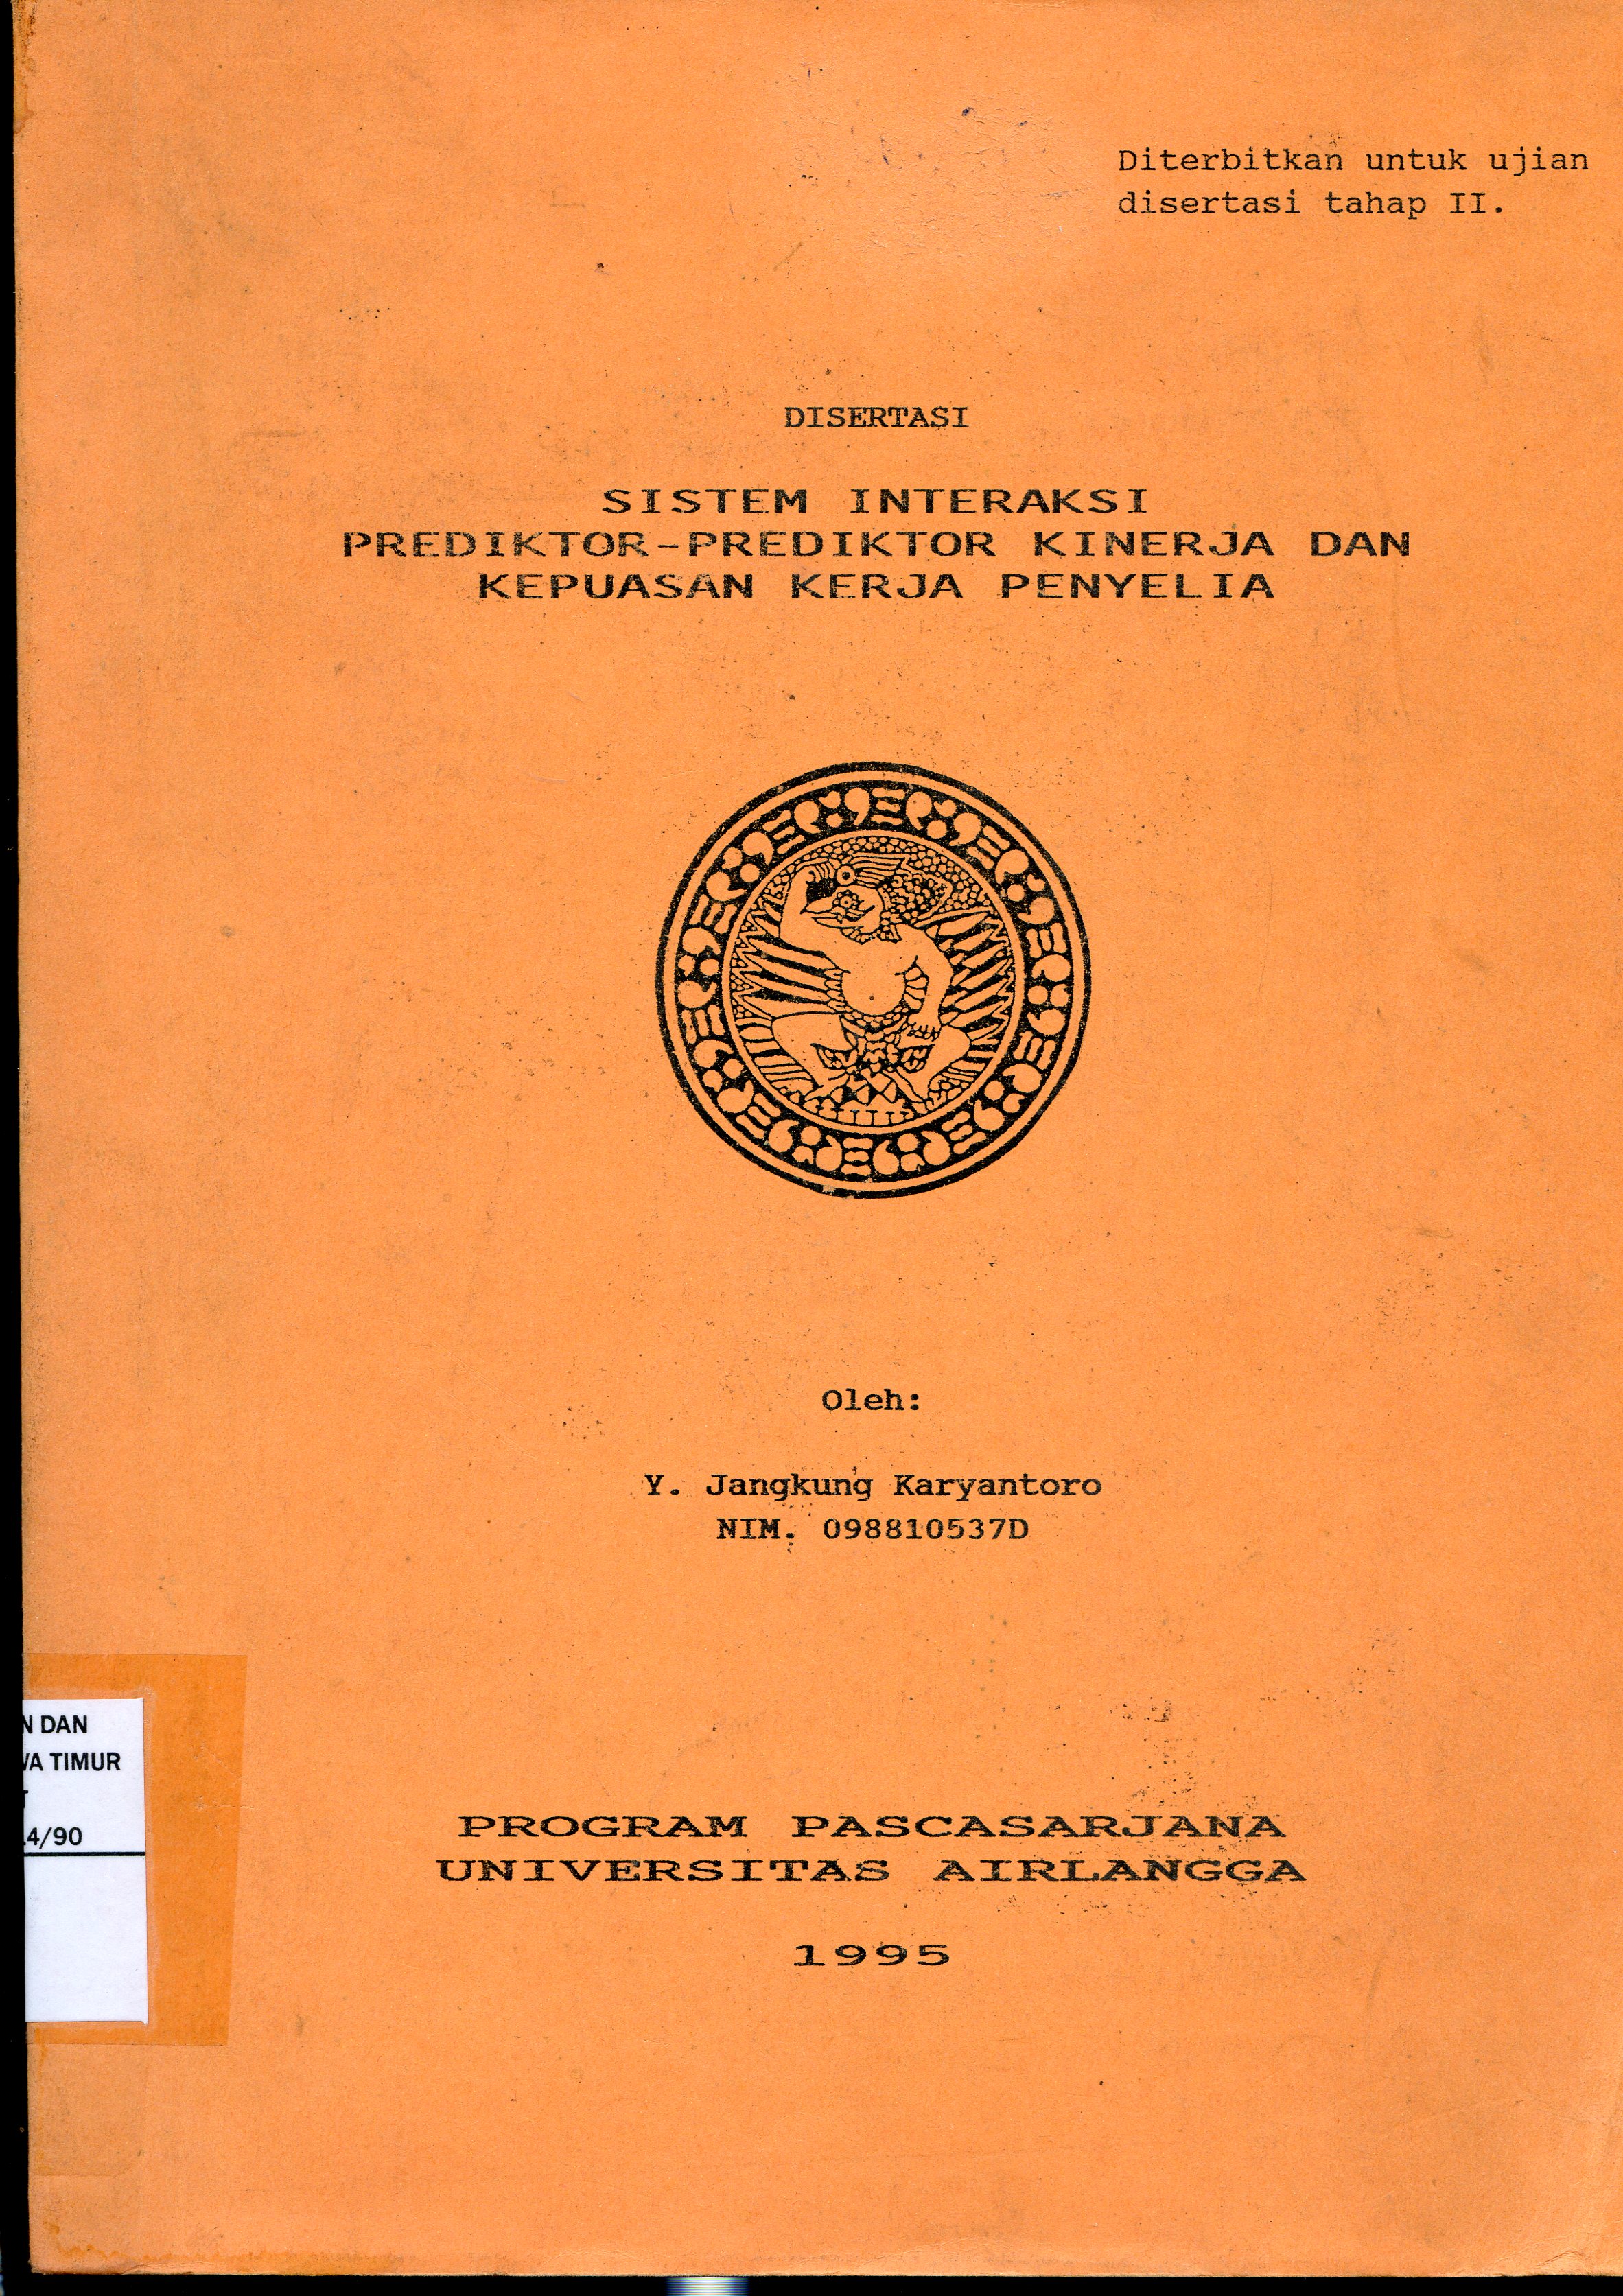 Diterbitkan untuk ujian
disertasi tahap II.
DISERTASI
SISTEM INTERAKSI
PREDIKTOR-PREDIKTOR KINERJA DAN
KEPUASAN KERJA PENYELIA
Oleh:
Y. Jangkung Karyantoro
NIM. 098810537D
N DAN
WA TIMUR
4/90
PROGRAM PASCASARJANA
UNIVERSITAS AIRLANGGA
1995